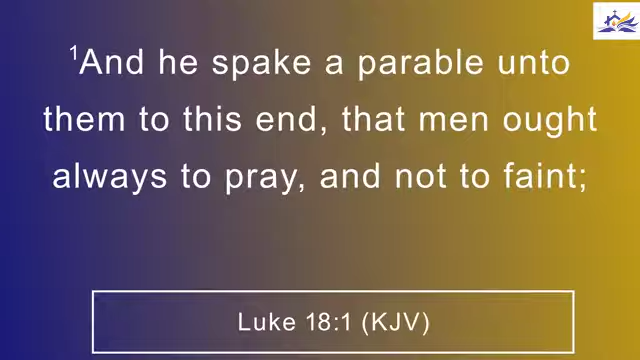 ¹And he spake a parable unto
them to this end, that men ought
always to pray, and not to faint;
Luke 18:1 (KJV)